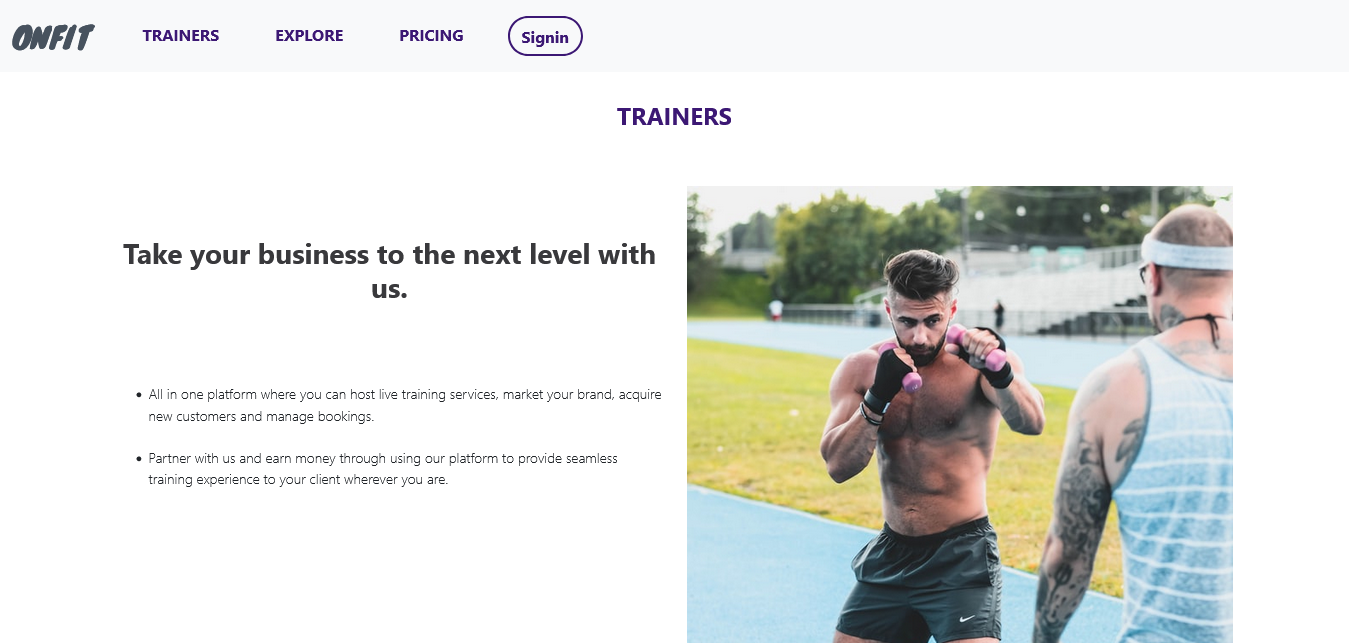 ONFIT
TRAINERS
EXPLORE
PRICING
Signin
TRAINERS
Take your business to the next level with
us.
All in one platform where you can host live training services, market your brand, acquire
new customers and manage bookings.
Partner with us and earn money through using our platform to provide seamless
training experience to your client wherever you are.